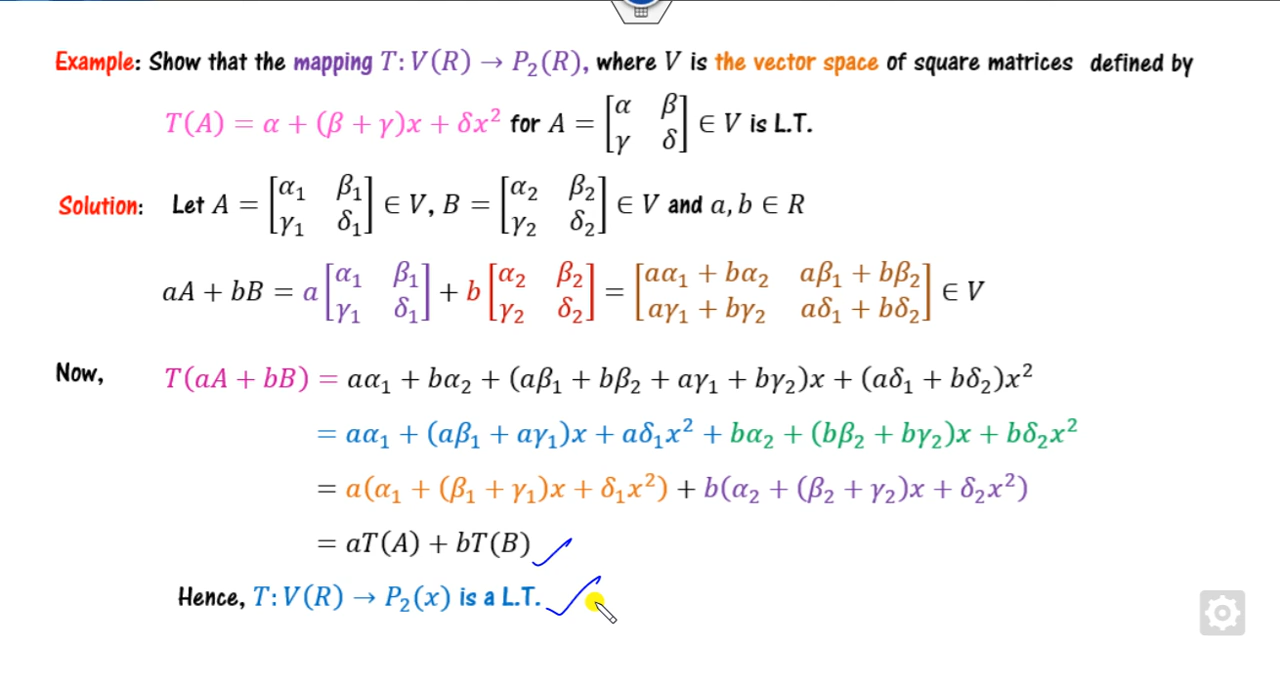 Example: Show that the mapping T: V(R) → P₂(R), where V is the vector space of square matrices defined by
T(A) = α + (β + γ)x + δx² for A = [α β; γ δ] ∈ V is L.T.
Solution: Let A = [α₁ β₁; γ₁ δ₁] ∈ V, B = [α₂ β₂; γ₂ δ₂] ∈ V and a, b ∈ R
aA + bB = a[α₁ β₁; γ₁ δ₁] + b[α₂ β₂; γ₂ δ₂] = [aα₁ + bα₂ aβ₁ + bβ₂; aγ₁ + bγ₂ aδ₁ + bδ₂] ∈ V
Now, T(aA + bB) = aα₁ + bα₂ + (aβ₁ + bβ₂ + aγ₁ + bγ₂)x + (aδ₁ + bδ₂)x²
= aα₁ + (aβ₁ + aγ₁)x + aδ₁x² + bα₂ + (bβ₂ + bγ₂)x + bδ₂x²
= a(α₁ + (β₁ + γ₁)x + δ₁x²) + b(α₂ + (β₂ + γ₂)x + δ₂x²)
= aT(A) + bT(B)
Hence, T: V(R) → P₂(x) is a L.T.